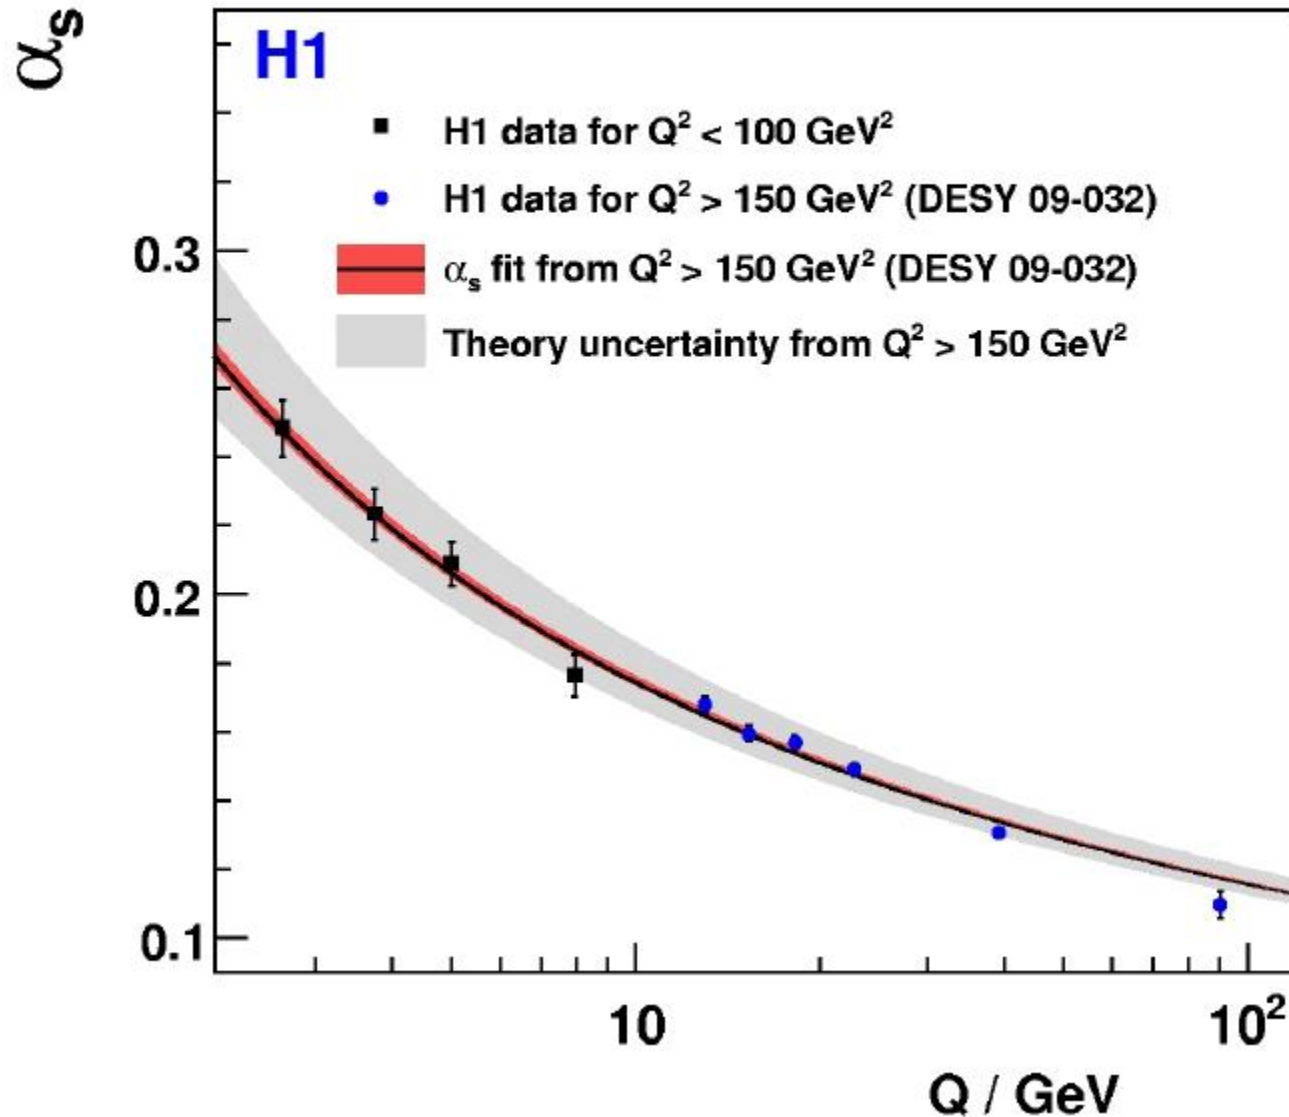 αs
H1
H1 data for Q² < 100 GeV²
H1 data for Q² > 150 GeV² (DESY 09-032)
αs fit from Q² > 150 GeV² (DESY 09-032)
Theory uncertainty from Q² > 150 GeV²
0.3
0.2
0.1
10
10²
Q / GeV